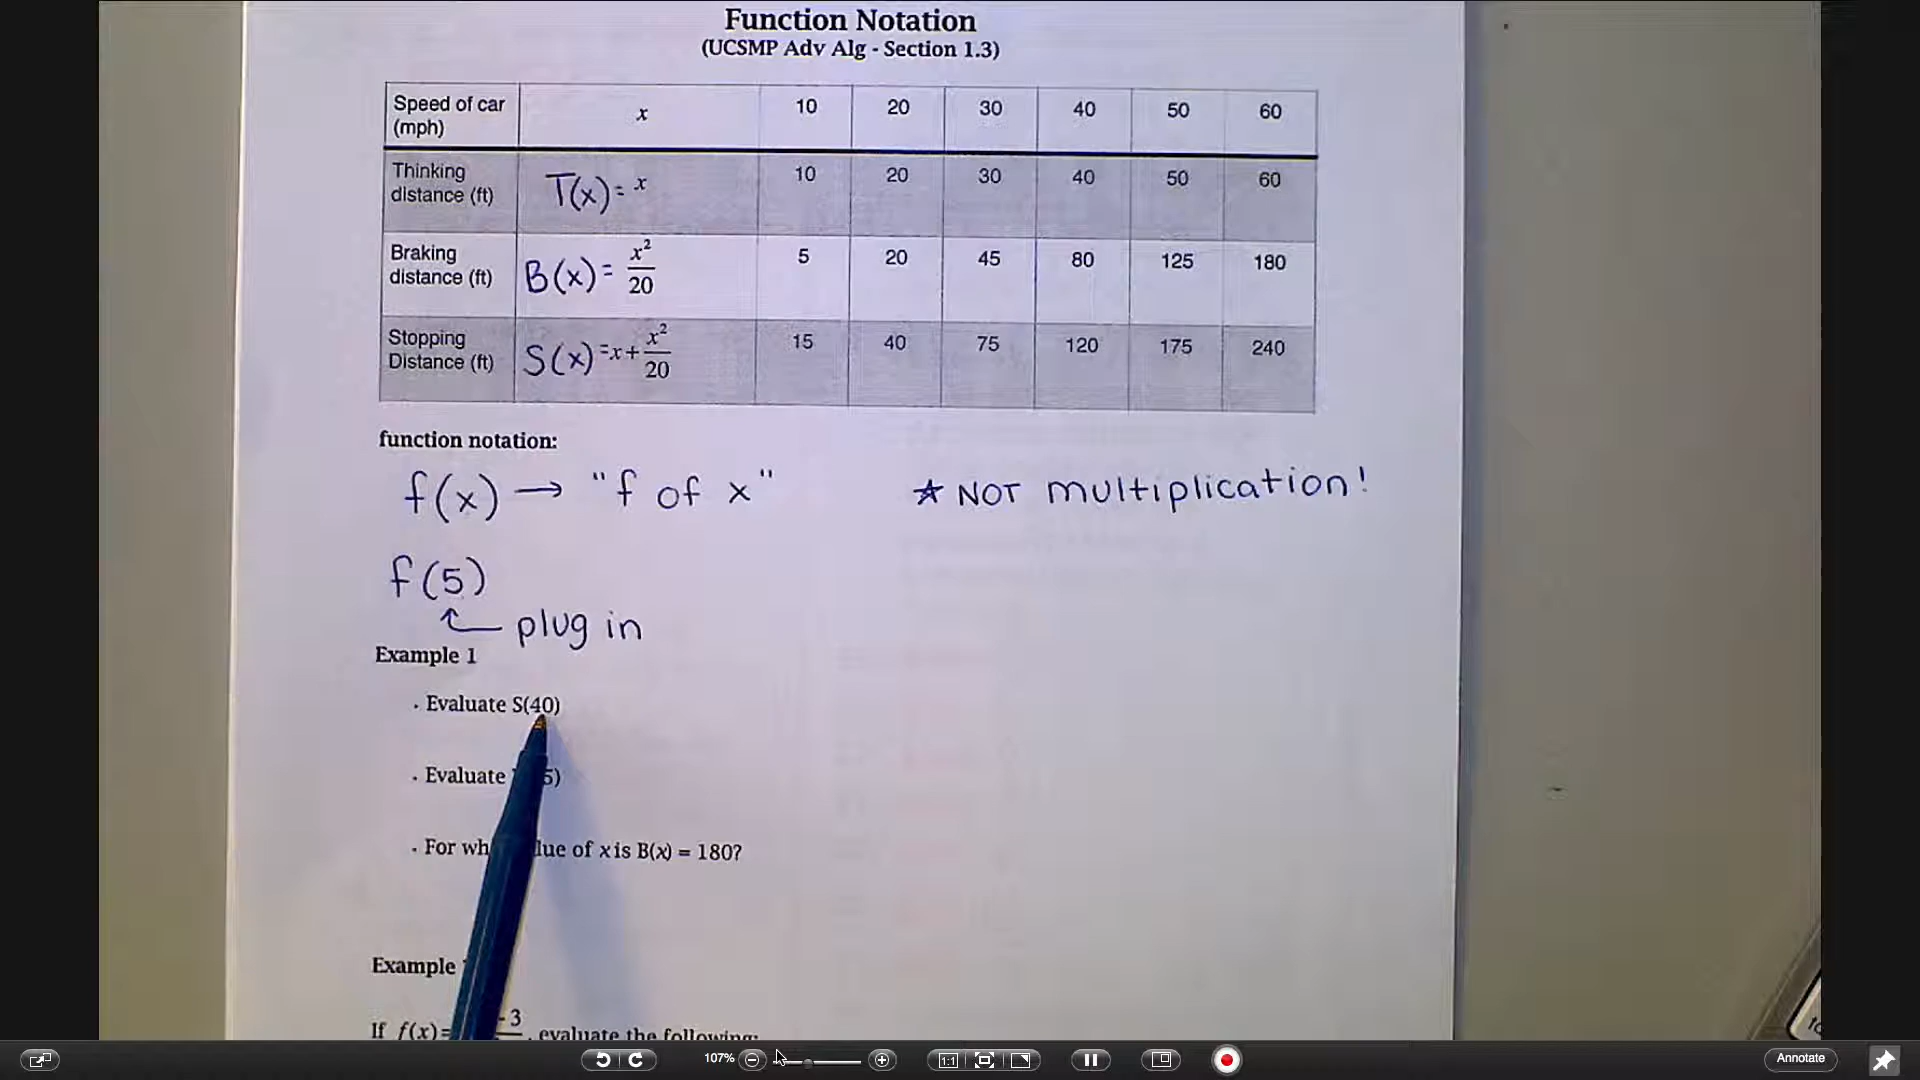 Function Notation
(UCSMP Adv Alg - Section 1.3)
Speed of car (mph) x 10 20 30 40 50 60
Thinking distance (ft) T(x)= x 10 20 30 40 50 60
Braking distance (ft) B(x)= x²/20 5 20 45 80 125 180
Stopping Distance (ft) S(x)=x+x²/20 15 40 75 120 175 240
function notation:
f(x) → "f of x" ★ NOT multiplication!
f(5)
plug in
Example 1
· Evaluate S(40)
· Evaluate 5)
· For wh lue of x is B(x) = 180?
Example
If f(x)= - 3 , evaluate the following:
107% 1:1 Annotate